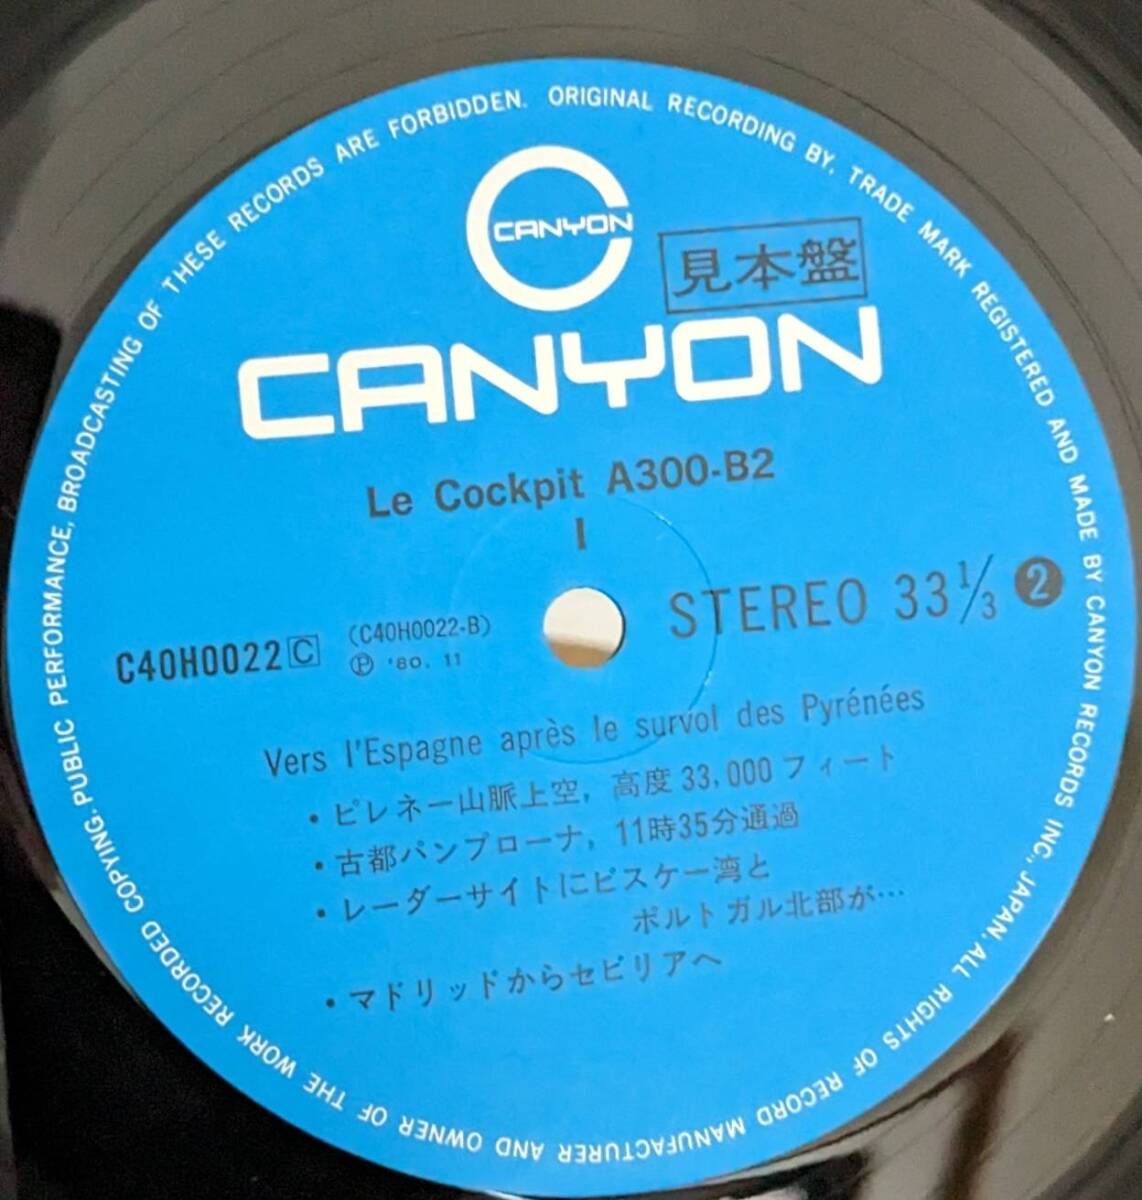 CANYON
見本盤
CANYON
Le Cockpit A300-B2
I
STEREO 33 1/3 2
C40H0022 C
(C40H0022-B)
Ⓟ '80. 11
Vers l'Espagne après le survol des Pyrénées
・ピレネー山脈上空, 高度33,000フィート
・古都パンプローナ, 11時35分通過
・レーダーサイトにビスケー湾と
ポルトガル北部が…
・マドリッドからセビリアへ
ORIGINAL RECORDING BY. TRADE MARK REGISTERED AND MADE BY CANYON RECORDS INC., JAPAN. ALL RIGHTS OF RECORD MANUFACTURER AND OWNER OF THE WORK RECORDED COPYING. PUBLIC PERFORMANCE, BROADCASTING OF THESE RECORDS ARE FORBIDDEN.